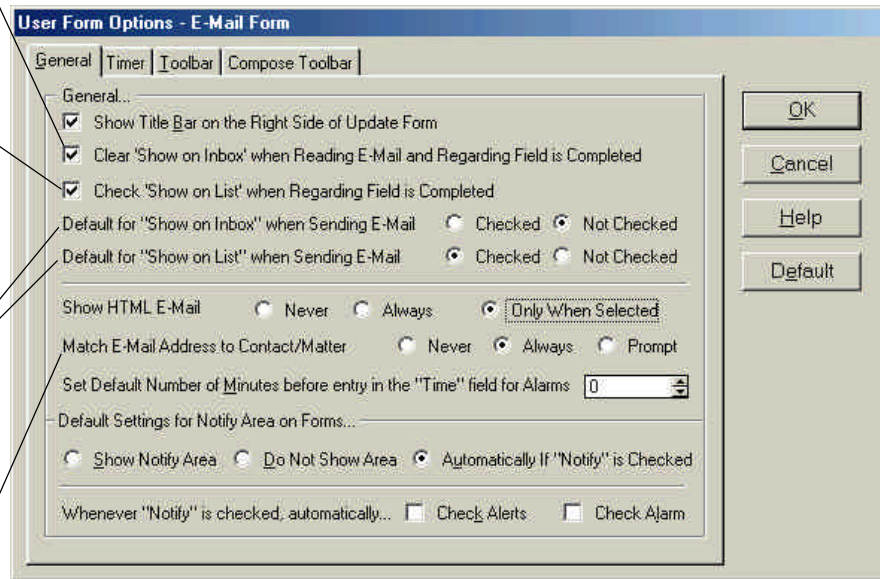 User Form Options - E-Mail Form
General Timer Toolbar Compose Toolbar
General...
Show Title Bar on the Right Side of Update Form
Clear 'Show on Inbox' when Reading E-Mail and Regarding Field is Completed
Check 'Show on List' when Regarding Field is Completed
Default for "Show on Inbox" when Sending E-Mail Checked Not Checked
Default for "Show on List" when Sending E-Mail Checked Not Checked
Show HTML E-Mail Never Always Only When Selected
Match E-Mail Address to Contact/Matter Never Always Prompt
Set Default Number of Minutes before entry in the "Time" field for Alarms 0
Default Settings for Notify Area on Forms...
Show Notify Area Do Not Show Area Automatically If "Notify" is Checked
Whenever "Notify" is checked, automatically... Check Alerts Check Alarm
OK
Cancel
Help
Default